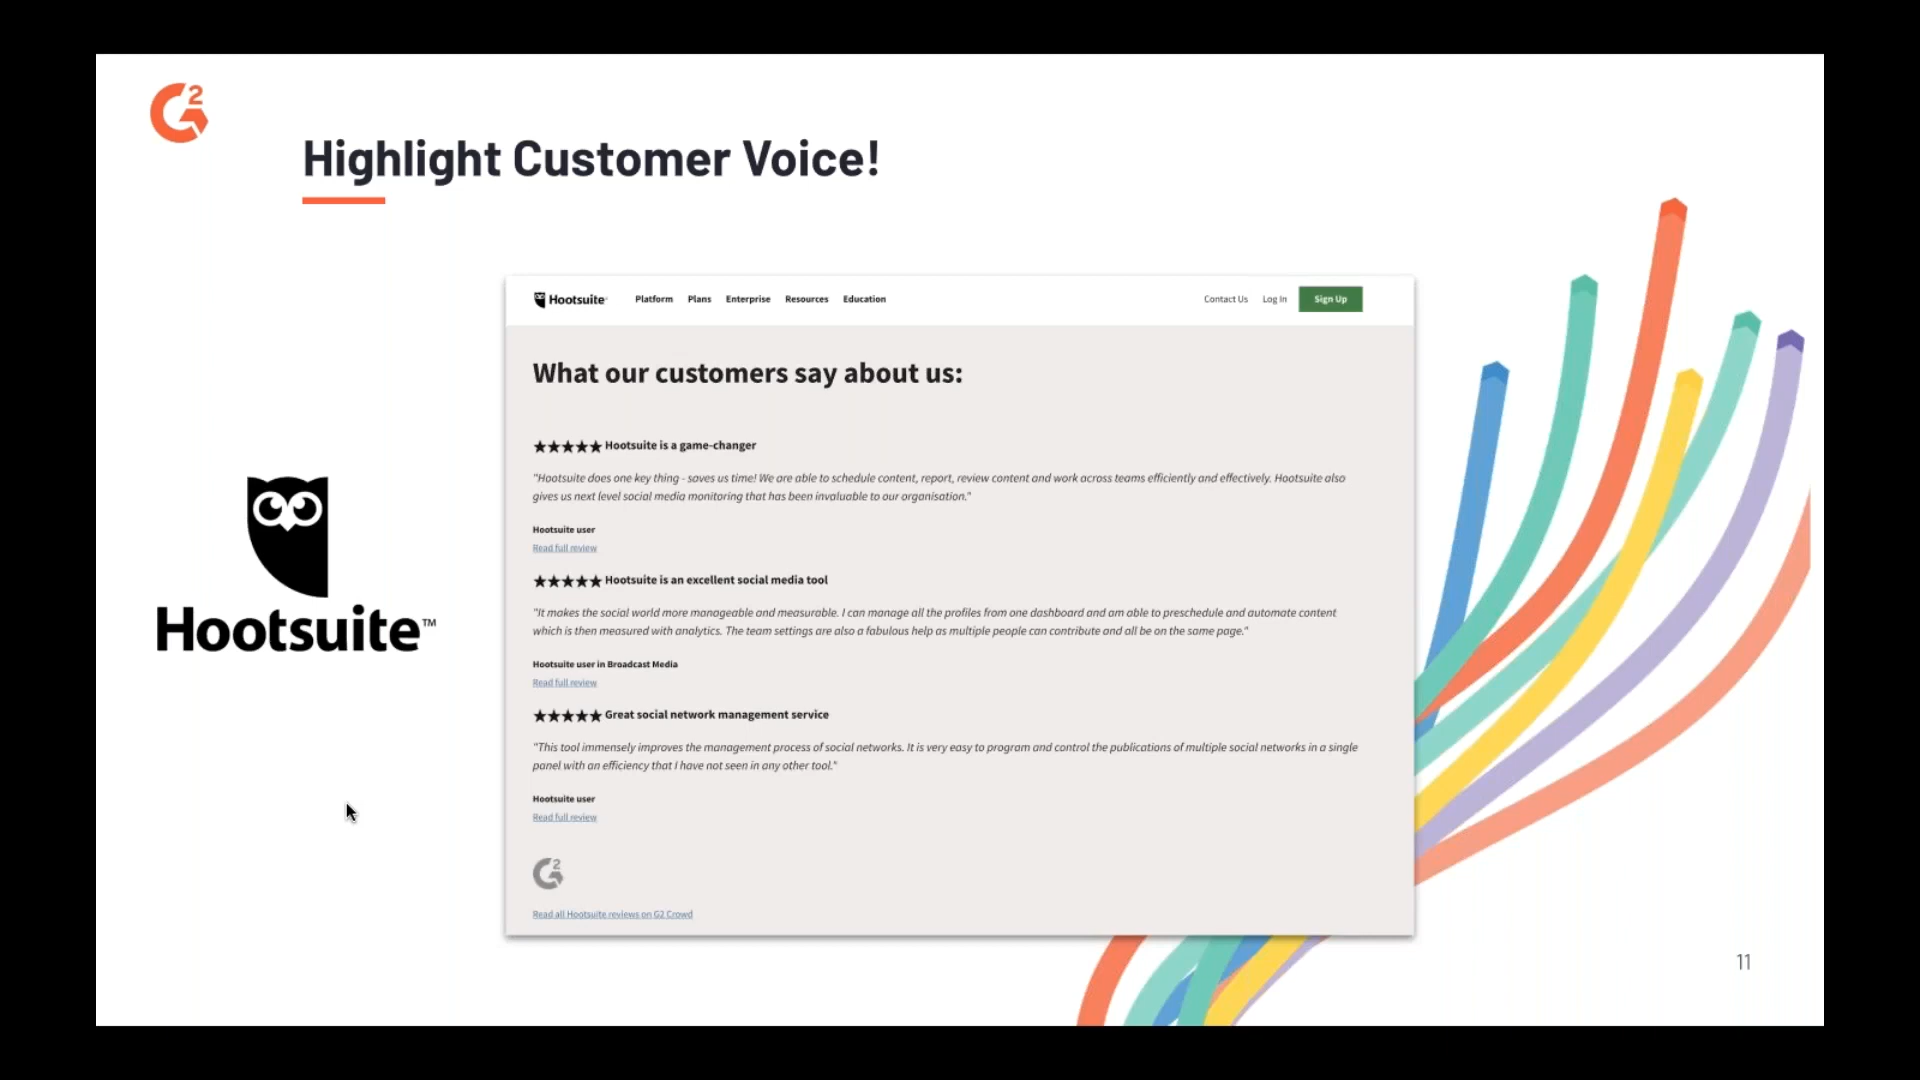 G2
Highlight Customer Voice!
Hootsuite
Platform Plans Enterprise Resources Education
Contact Us Log In Sign Up
What our customers say about us:
★★★★★ Hootsuite is a game-changer
"Hootsuite does one key thing - saves us time! We are able to schedule content, report, review content and work across teams efficiently and effectively. Hootsuite also
gives us next level social media monitoring that has been invaluable to our organisation."
Hootsuite user
Read full review
★★★★★ Hootsuite is an excellent social media tool
"It makes the social world more manageable and measurable. I can manage all the profiles from one dashboard and am able to preschedule and automate content
which is then measured with analytics. The team settings are also a fabulous help as multiple people can contribute and all be on the same page."
Hootsuite user in Broadcast Media
Read full review
★★★★★ Great social network management service
"This tool immensely improves the management process of social networks. It is very easy to program and control the publications of multiple social networks in a single
panel with an efficiency that I have not seen in any other tool."
Hootsuite user
Read full review
G2
Read all Hootsuite reviews on G2 Crowd
Hootsuite™
11